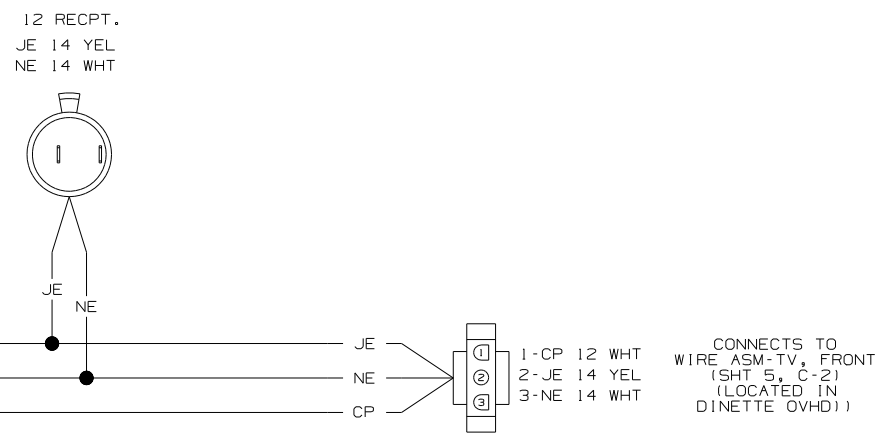 12 RECPT.
JE 14 YEL
NE 14 WHT
JE
NE
JE
NE
CP
1
2
3
1-CP 12 WHT
2-JE 14 YEL
3-NE 14 WHT
CONNECTS TO
WIRE ASM-TV, FRONT
(SHT 5, C-2)
(LOCATED IN
DINETTE OVHD))